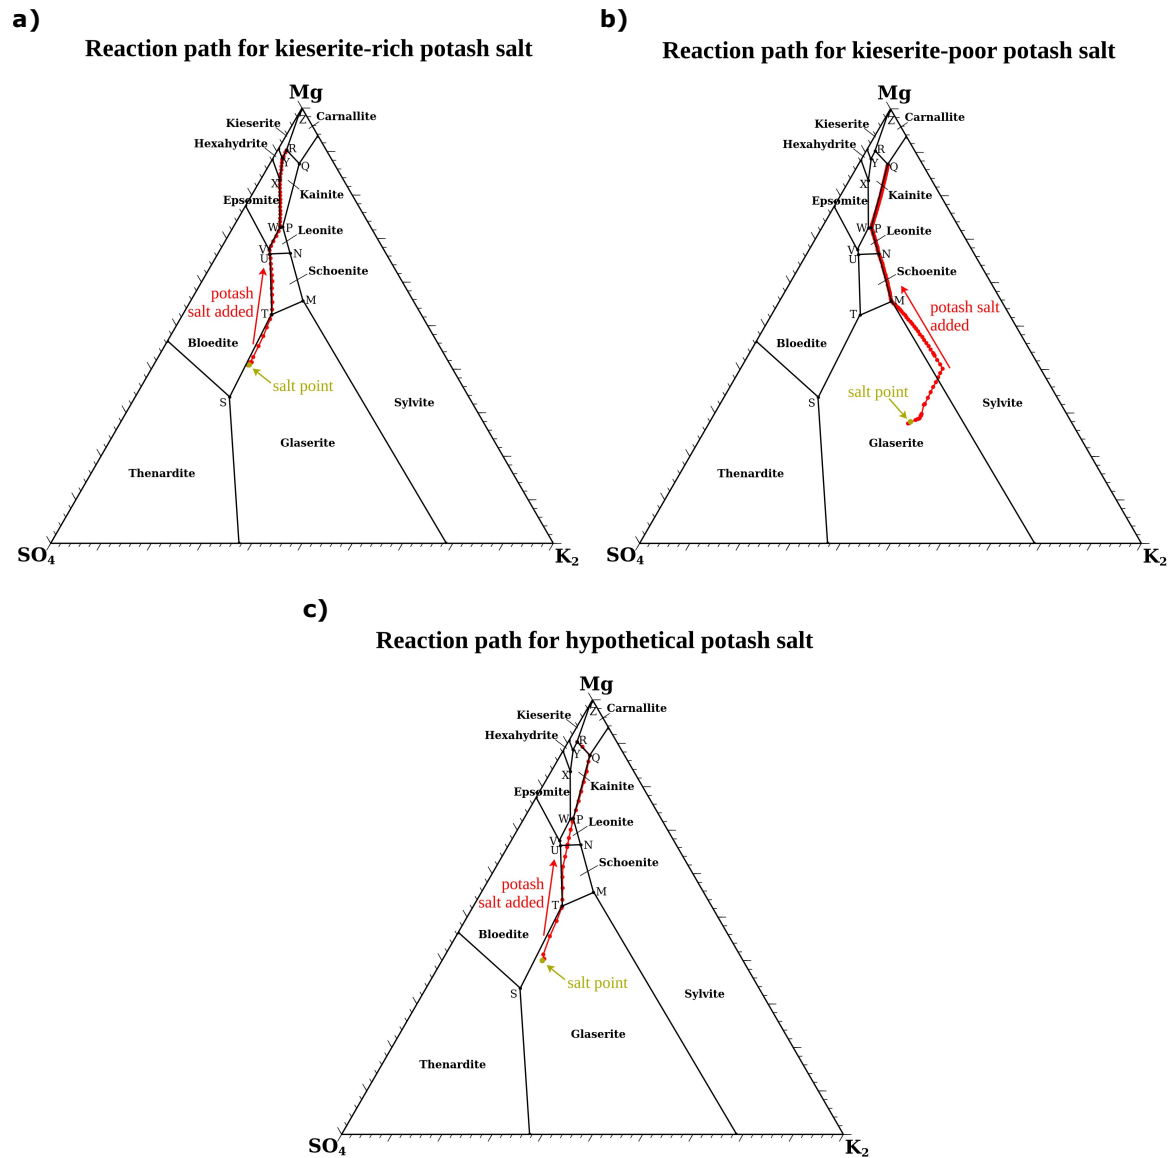 a)
Reaction path for kieserite-rich potash salt
Mg
Z
Carnallite
Kieserite
Hexahydrite
R
Y
Q
X
Kainite
Epsomite
W
P
Leonite
V
U
N
Schoenite
potash
salt added
M
T
Bloedite
salt point
S
Sylvite
Glaserite
Thenardite
SO4
K2
b)
Reaction path for kieserite-poor potash salt
Mg
Z
Carnallite
Kieserite
Hexahydrite
R
Y
Q
X
Kainite
Epsomite
W
P
Leonite
V
U
N
Schoenite
M
potash salt
added
T
Bloedite
salt point
S
Sylvite
Glaserite
Thenardite
SO4
K2
c)
Reaction path for hypothetical potash salt
Mg
Z
Carnallite
Kieserite
Hexahydrite
R
Y
Q
X
Kainite
Epsomite
W
P
Leonite
V
U
N
Schoenite
potash
salt added
M
T
Bloedite
salt point
S
Sylvite
Glaserite
Thenardite
SO4
K2